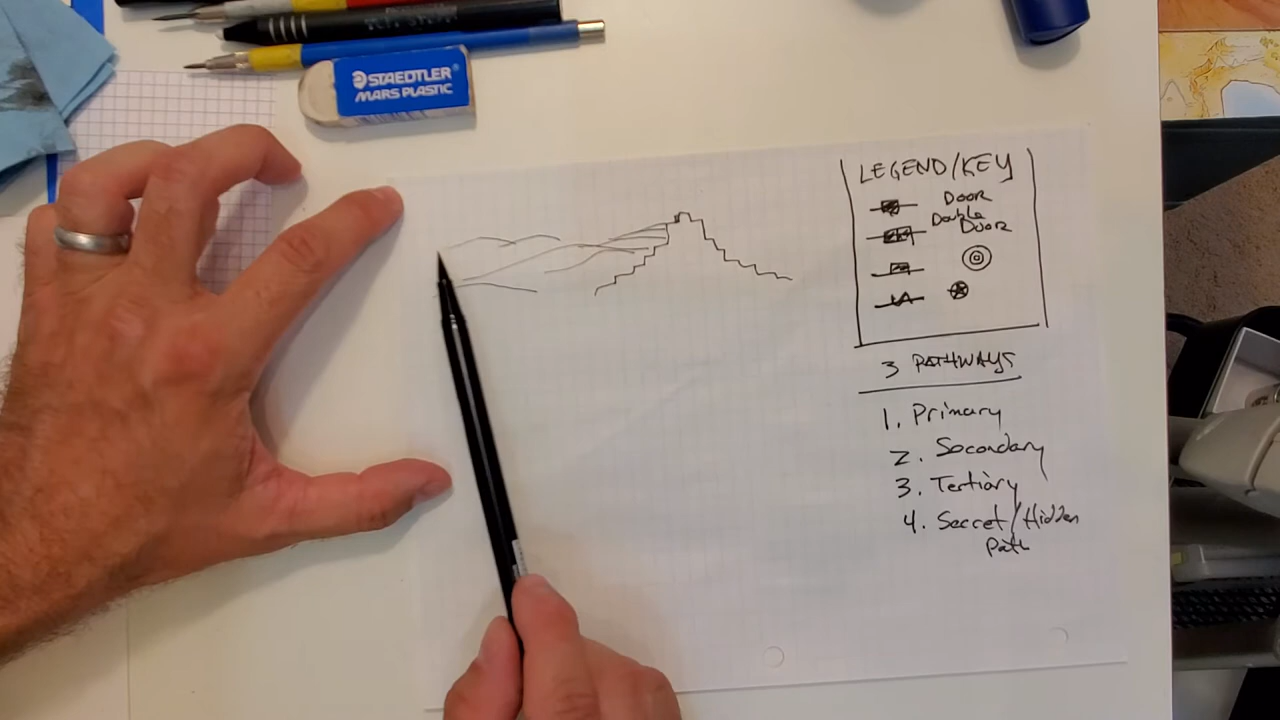 STAEDTLER®
MARS PLASTIC
LEGEND/KEY
Door
Double
Door
3 PATHWAYS
1. Primary
2. Secondary
3. Tertiary
4. Secret/Hidden
Path